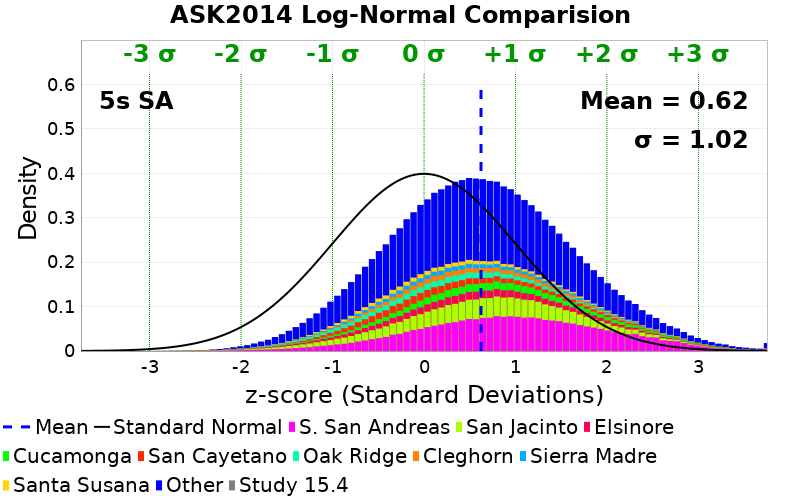 ASK2014 Log-Normal Comparision
-3 σ -2 σ -1 σ 0 σ +1 σ +2 σ +3 σ
5s SA
Mean = 0.62
σ = 1.02
Density
0.6
0.5
0.4
0.3
0.2
0.1
0
-3 -2 -1 0 1 2 3
z-score (Standard Deviations)
Mean Standard Normal S. San Andreas San Jacinto Elsinore
Cucamonga San Cayetano Oak Ridge Cleghorn Sierra Madre
Santa Susana Other Study 15.4